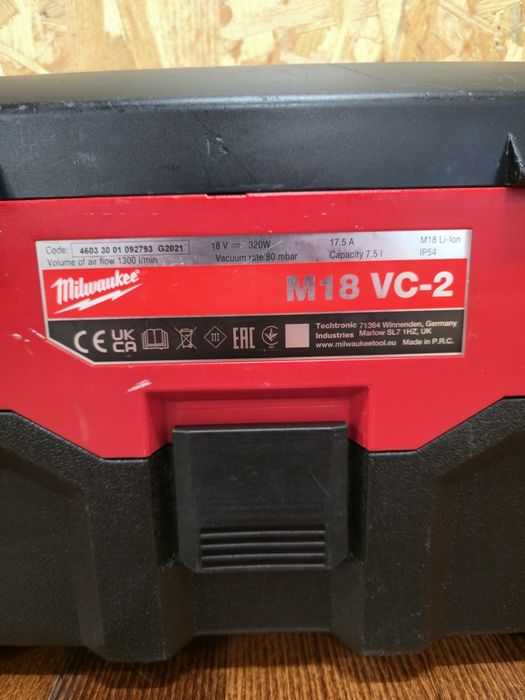 Code: 4603 30 01 092793 G2021
18 V ⎓ 320W
17.5 A
M18 Li-Ion
Volume of air flow 1300 l/min
Vacuum rate:80 mbar
Capacity 7.5 l
IP54
Milwaukee
M18 VC-2
CE UK CA EAC
Techtronic Industries
71364 Winnenden, Germany
Marlow SL7 1HZ, UK
www.milwaukeetool.eu Made in P.R.C.